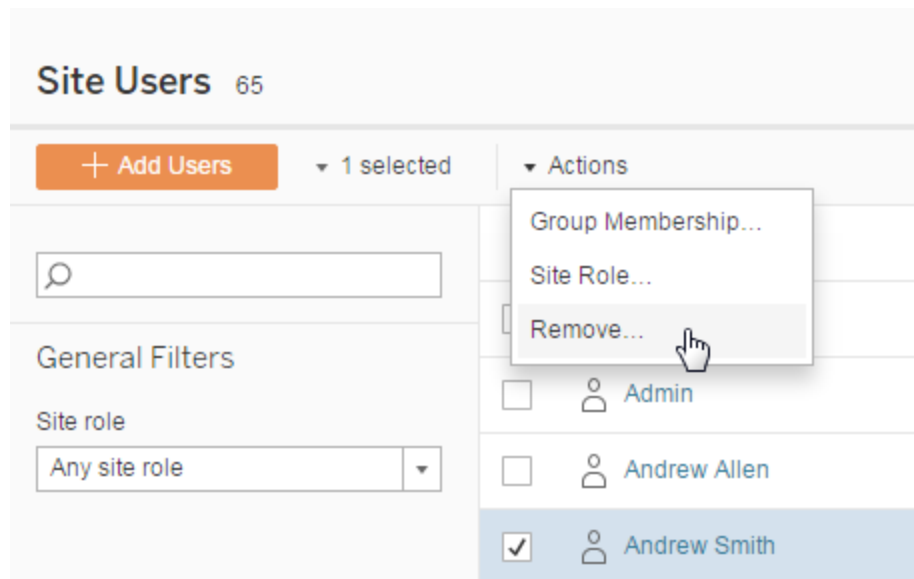 Site Users 65
Add Users
1 selected
Actions
Group Membership...
Site Role...
Remove...
General Filters
Site role
Any site role
Admin
Andrew Allen
Andrew Smith